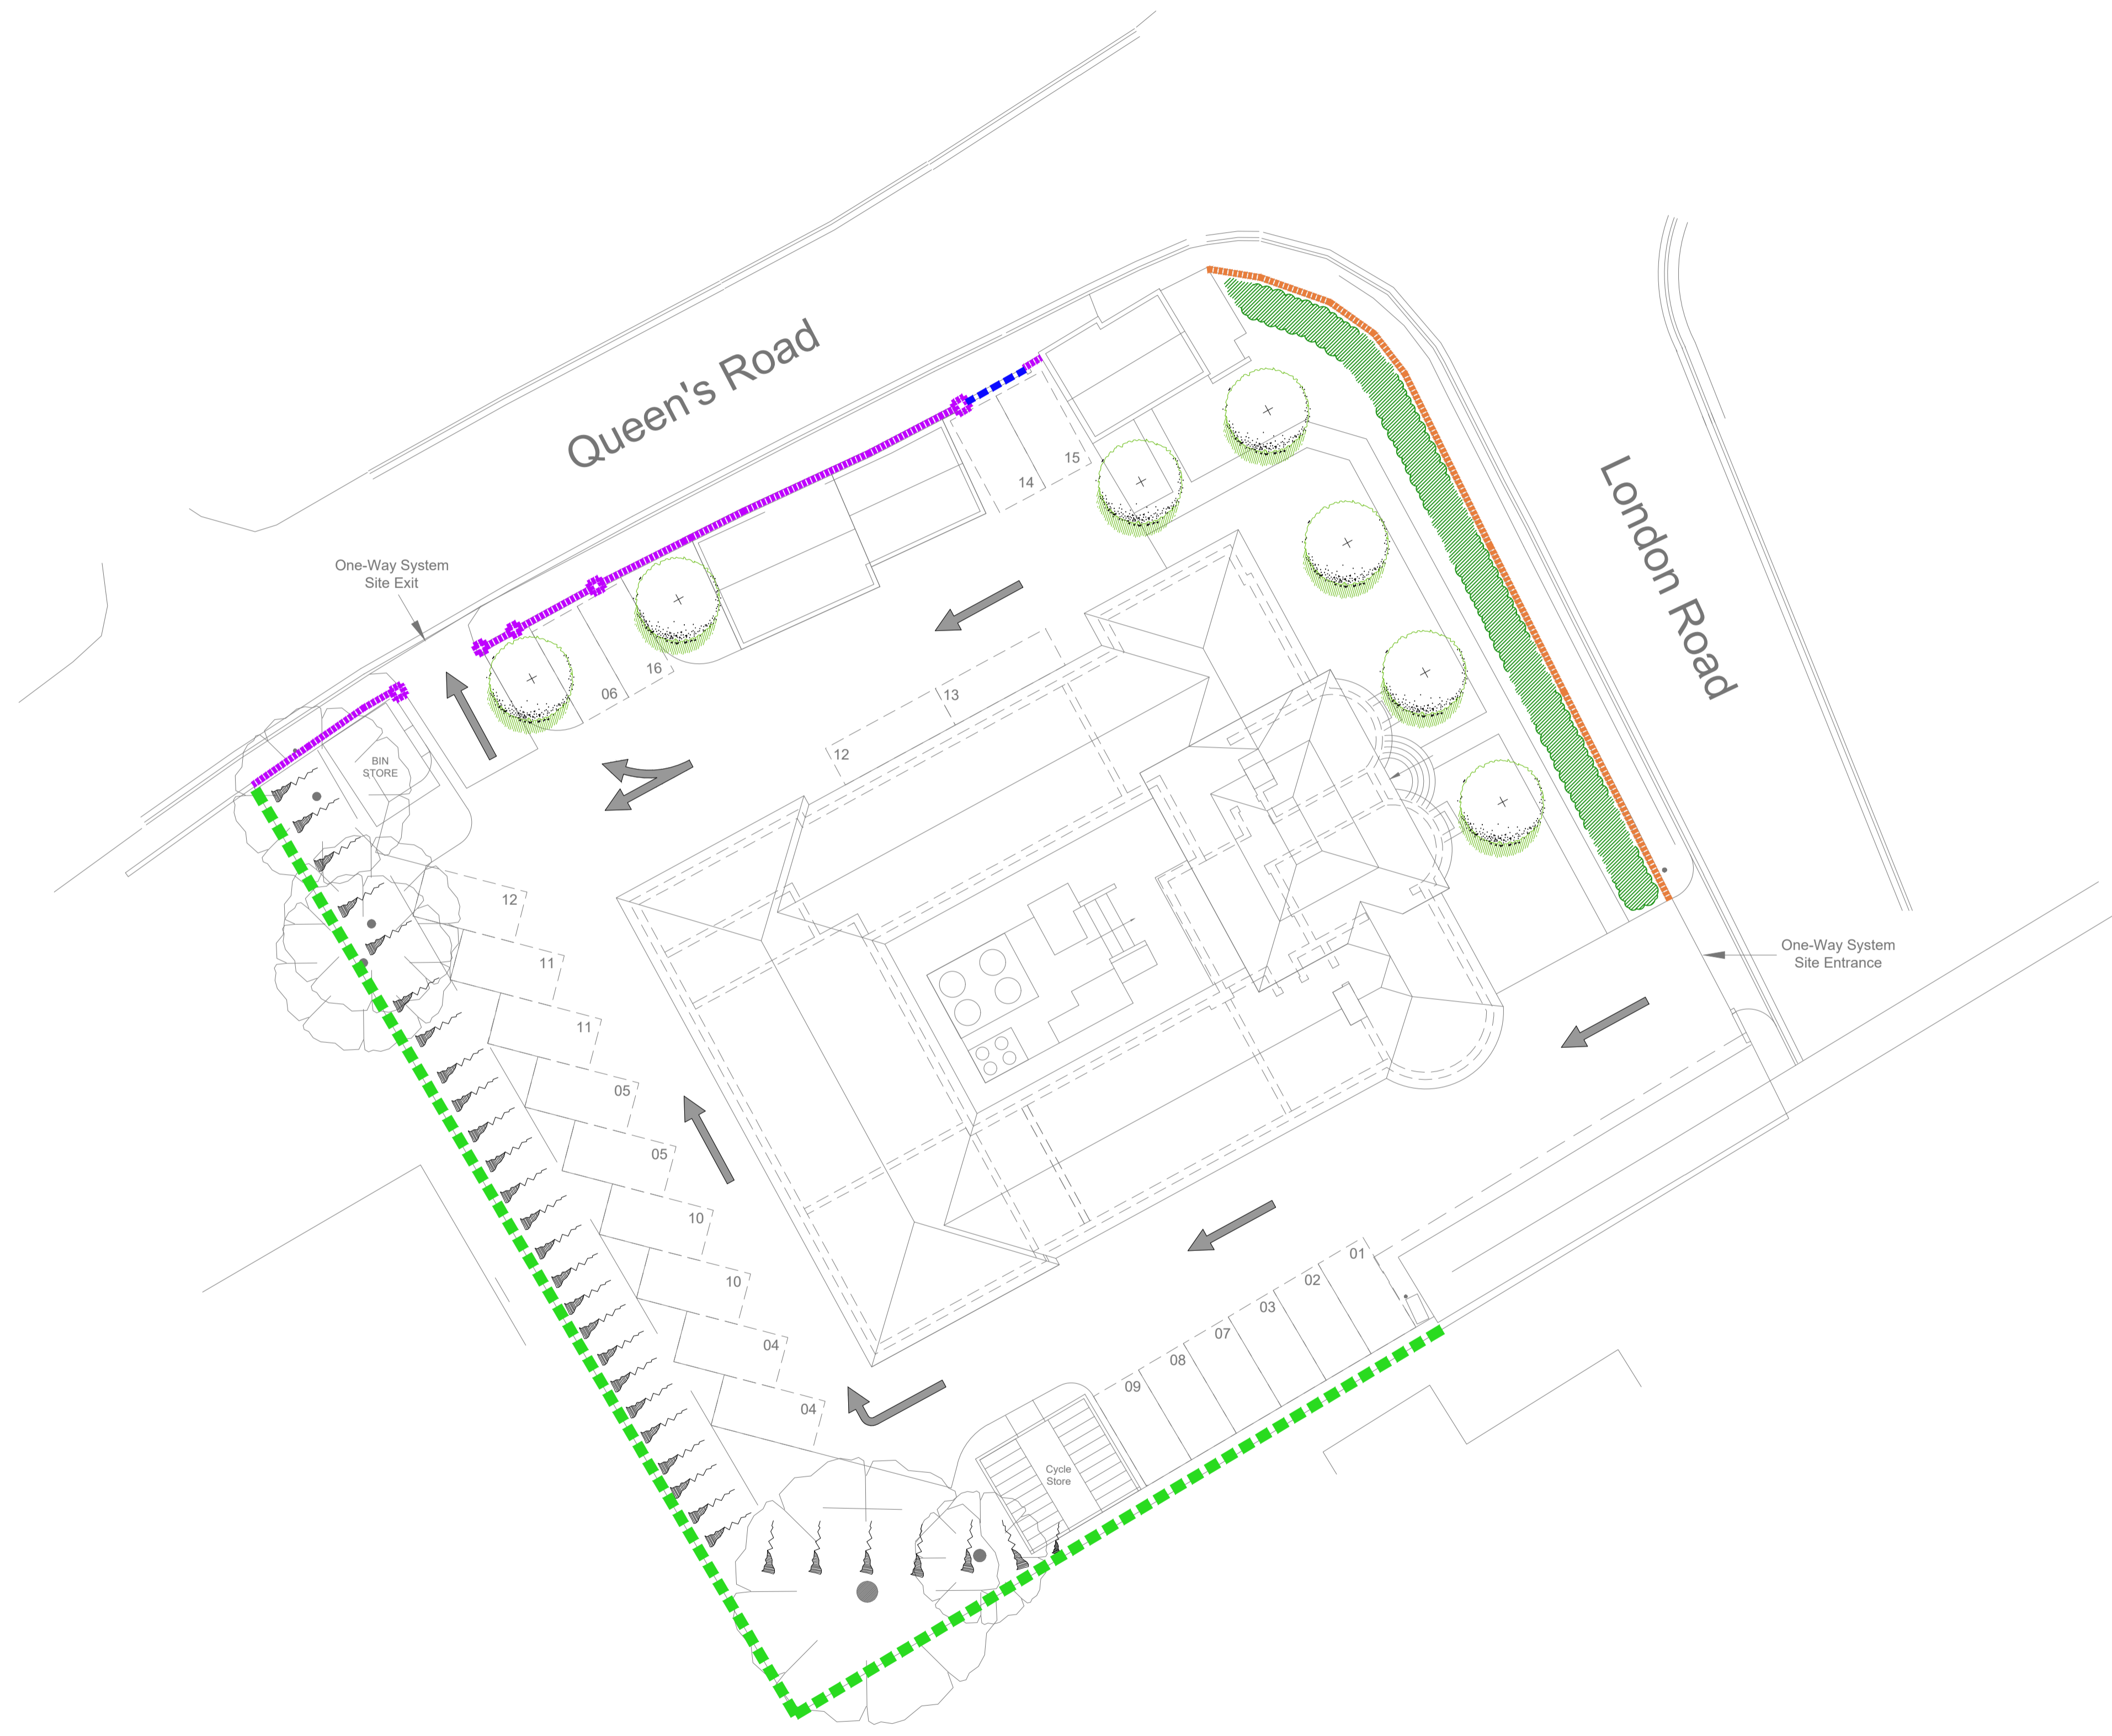 Queen's Road
London Road
One-Way System
Site Exit
15
14
16
06
13
12
BIN
STORE
12
11
11
05
05
10
10
04
04
One-Way System
Site Entrance
01
02
03
07
08
09
Cycle
Store